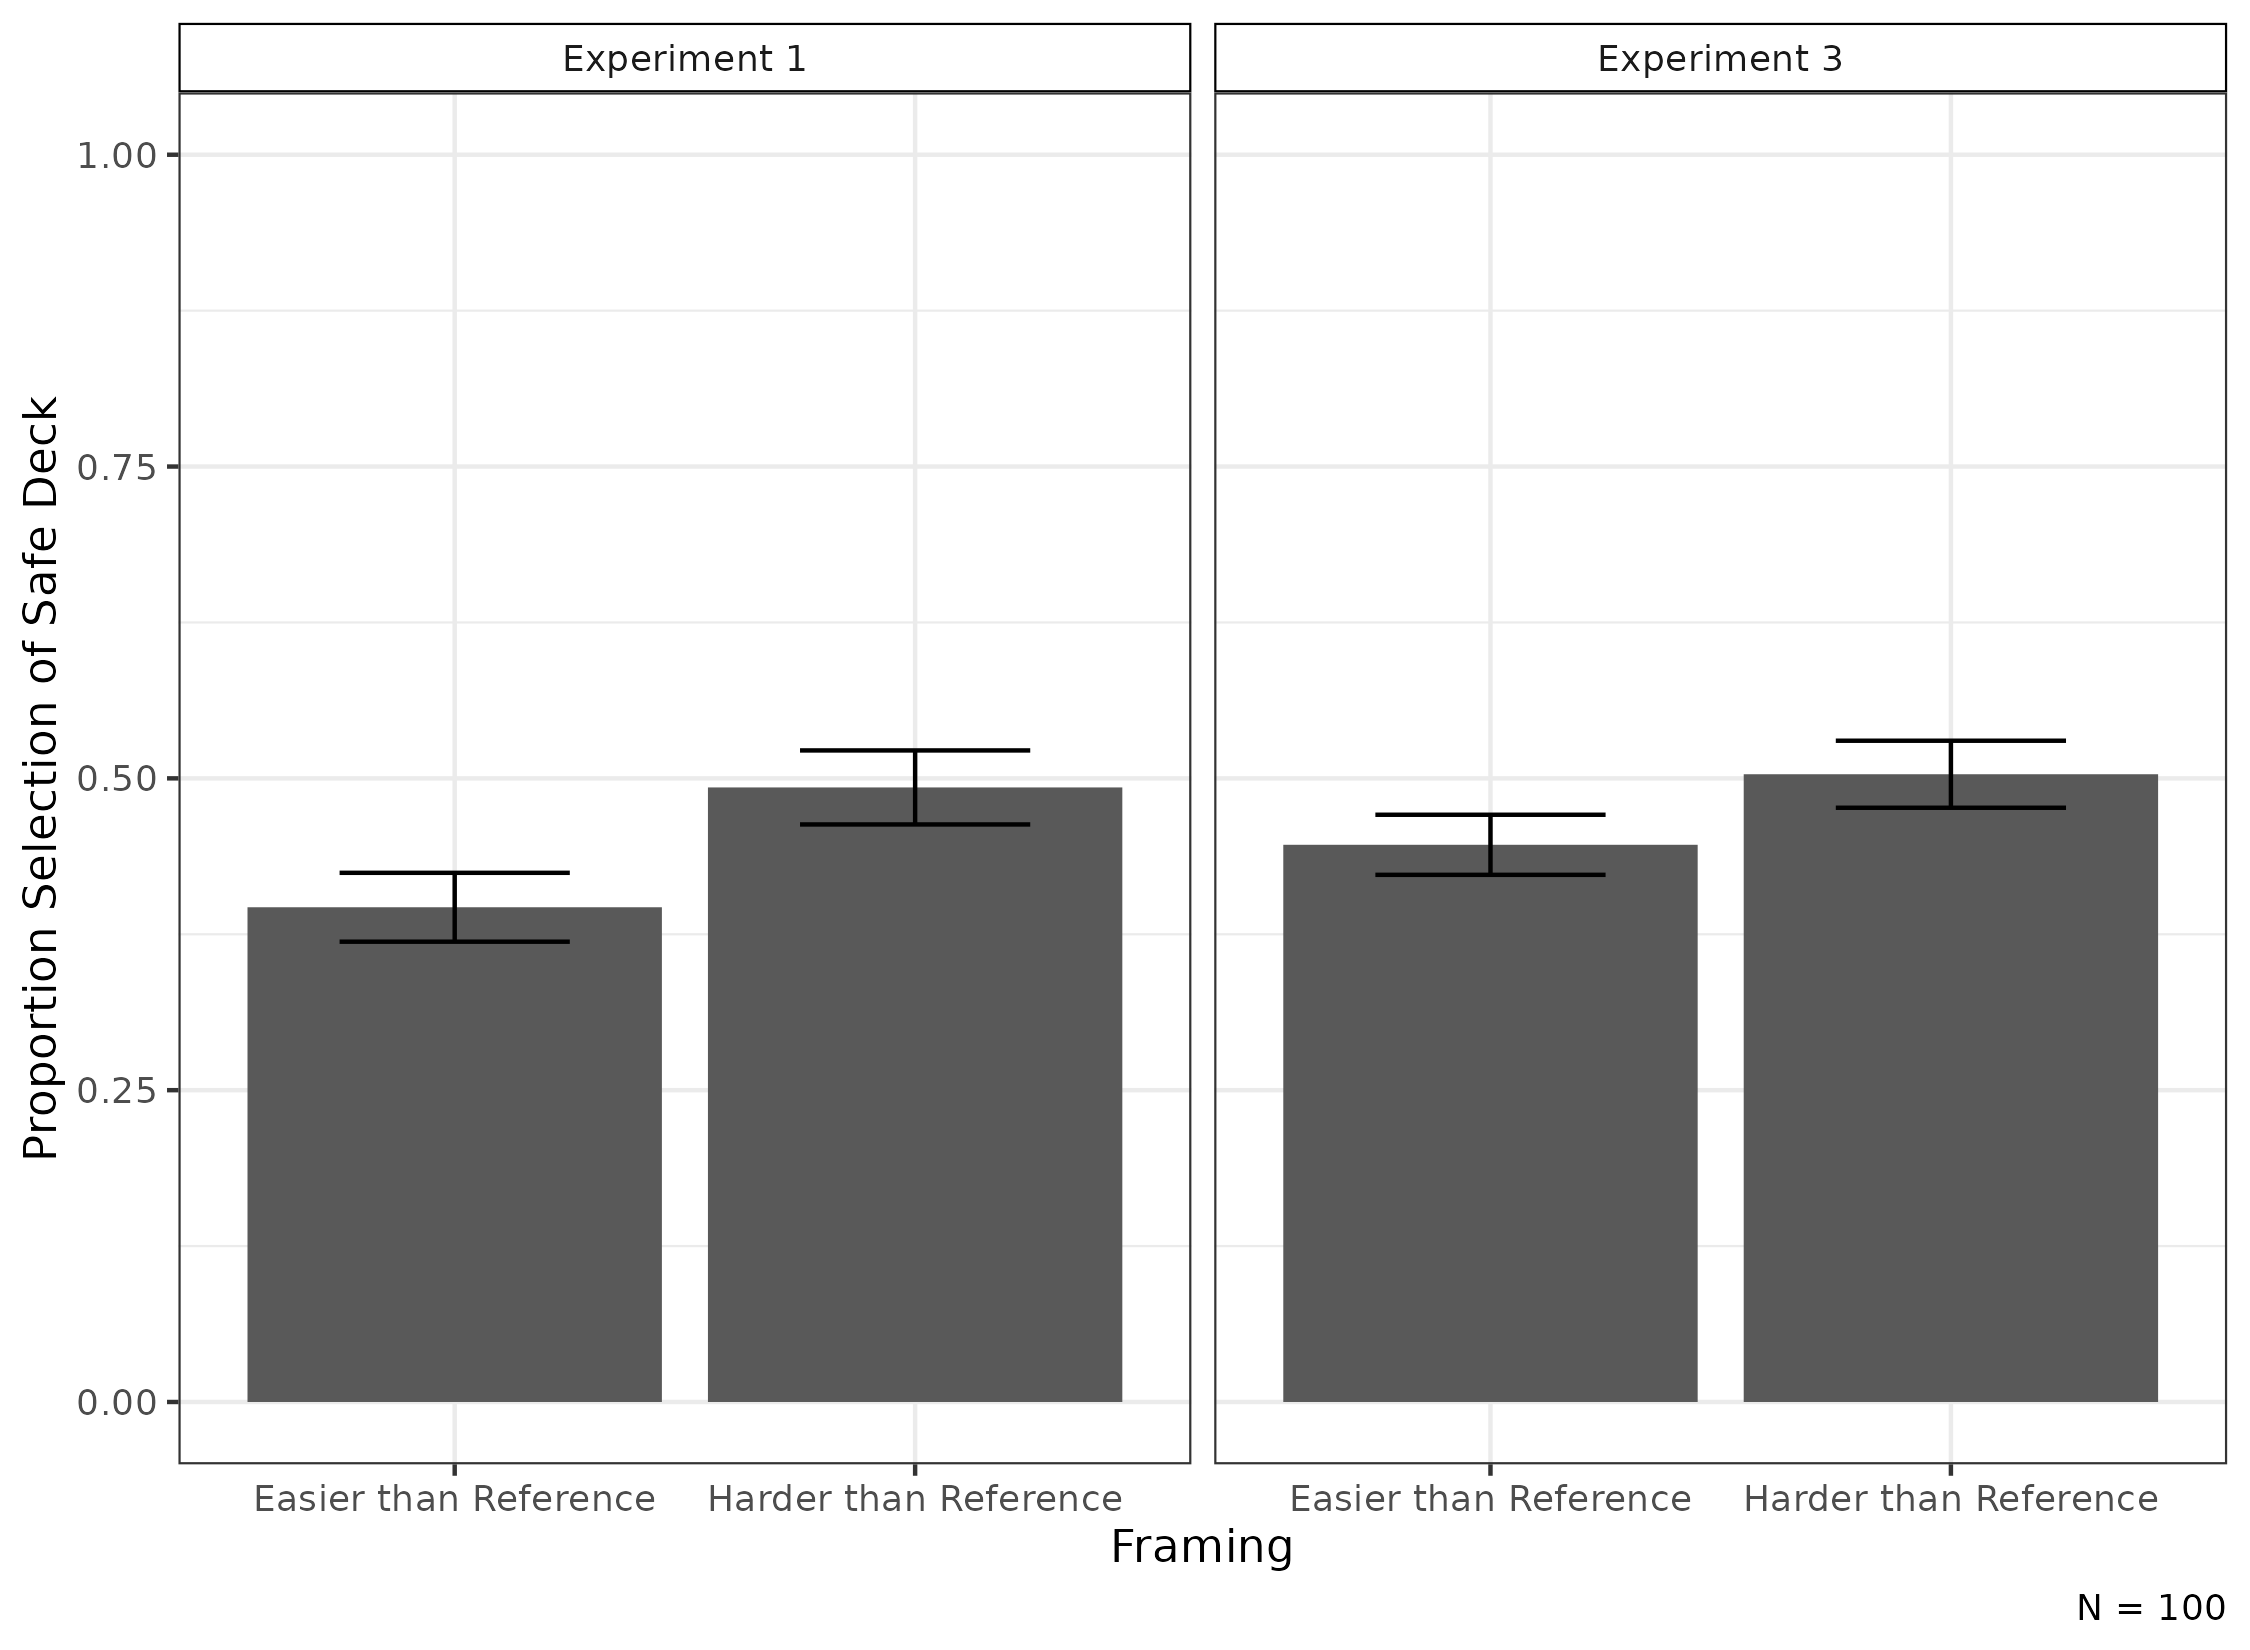 Experiment 1
Experiment 3
Proportion Selection of Safe Deck
1.00
0.75
0.50
0.25
0.00
Easier than Reference
Harder than Reference
Easier than Reference
Harder than Reference
Framing
N = 100